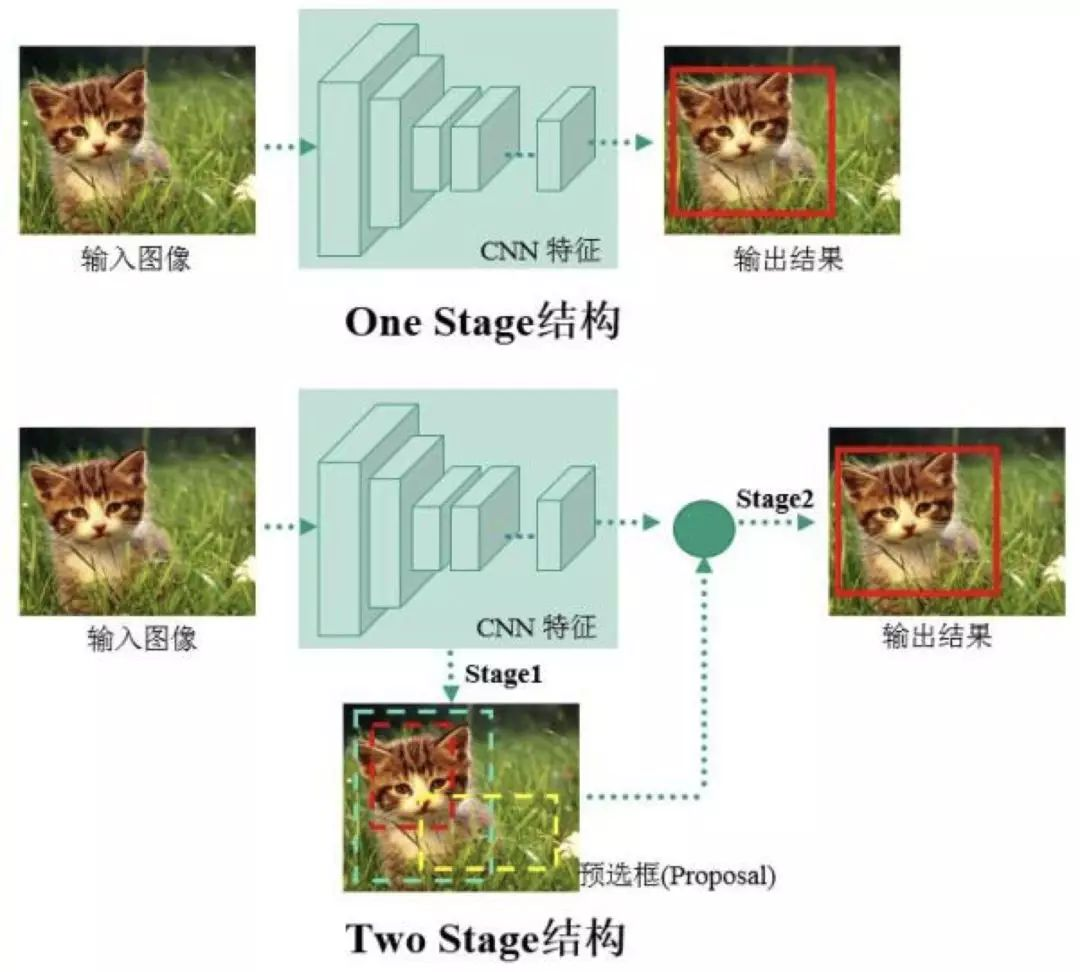 输入图像
CNN 特征
输出结果
One Stage结构
输入图像
CNN 特征
Stage1
Stage2
输出结果
预选框(Proposal)
Two Stage结构